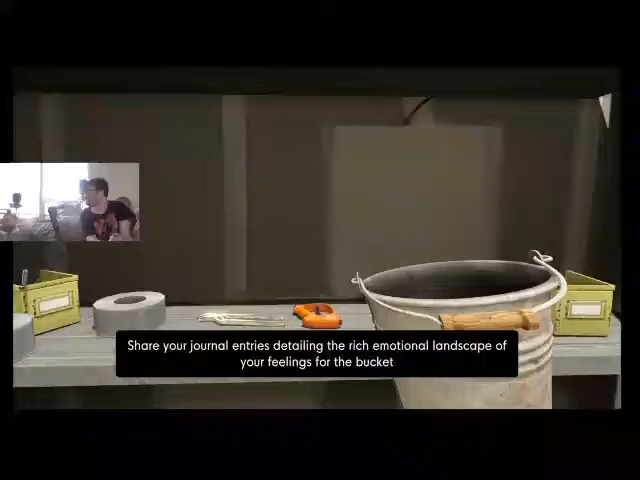 Share your journal entries detailing the rich emotional landscape of
your feelings for the bucket